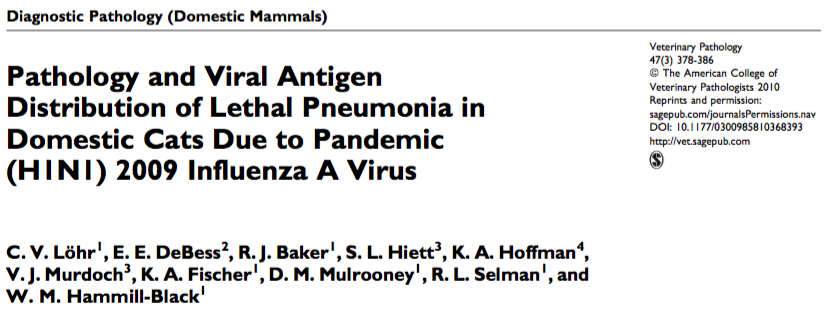 Diagnostic Pathology (Domestic Mammals)
Pathology and Viral Antigen
Distribution of Lethal Pneumonia in
Domestic Cats Due to Pandemic
(H1N1) 2009 Influenza A Virus
Veterinary Pathology
47(3) 378-386
© The American College of
Veterinary Pathologists 2010
Reprints and permission:
sagepub.com/journalsPermissions.nav
DOI: 10.1177/0300985810368393
http://vet.sagepub.com
C. V. Löhr¹, E. E. DeBess², R. J. Baker¹, S. L. Hiett³, K. A. Hoffman⁴,
V. J. Murdoch³, K. A. Fischer¹, D. M. Mulrooney¹, R. L. Selman¹, and
W. M. Hammill-Black¹